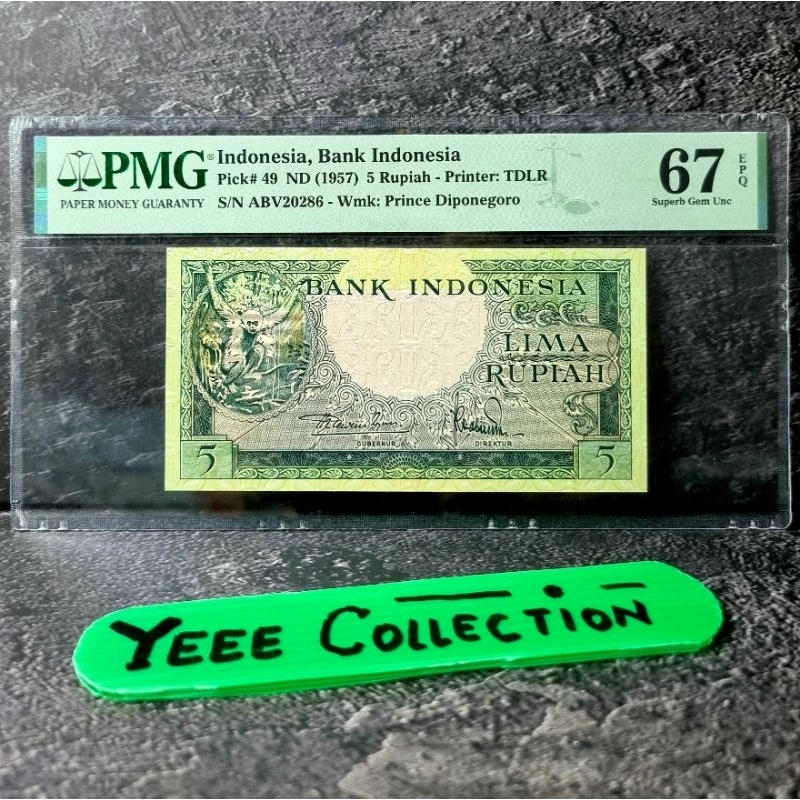 PMG®
PAPER MONEY GUARANTY
Indonesia, Bank Indonesia
Pick# 49 ND (1957) 5 Rupiah - Printer: TDLR
S/N ABV20286 - Wmk: Prince Diponegoro
67 EPQ
Superb Gem Unc
BANK INDONESIA
LIMA
RUPIAH
GUBERNUR DIREKTUR
5 5
YEEE COLLECTION